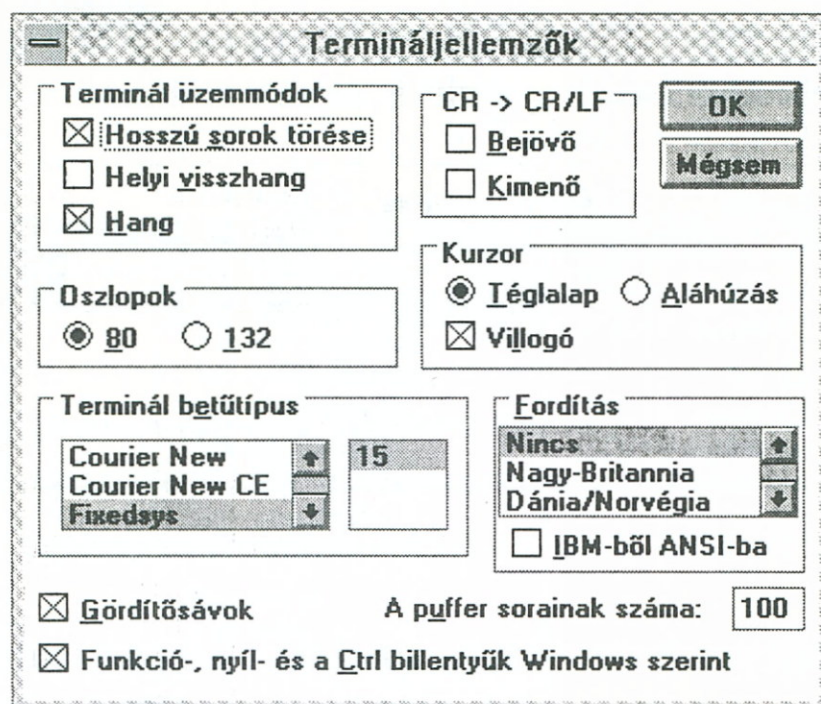 Termináljellemzők
Terminál üzemmódok
Hosszú sorok törése
Helyi visszhang
Hang
CR -> CR/LF
Bejövő
Kimenő
OK
Mégsem
Oszlopok
80 132
Kurzor
Téglalap Aláhúzás
Villogó
Terminál betűtípus
Courier New
Courier New CE
Fixedsys
15
Fordítás
Nincs
Nagy-Britannia
Dánia/Norvégia
IBM-ből ANSI-ba
Gördítősávok
A puffer sorainak száma: 100
Funkció-, nyíl- és a Ctrl billentyűk Windows szerint